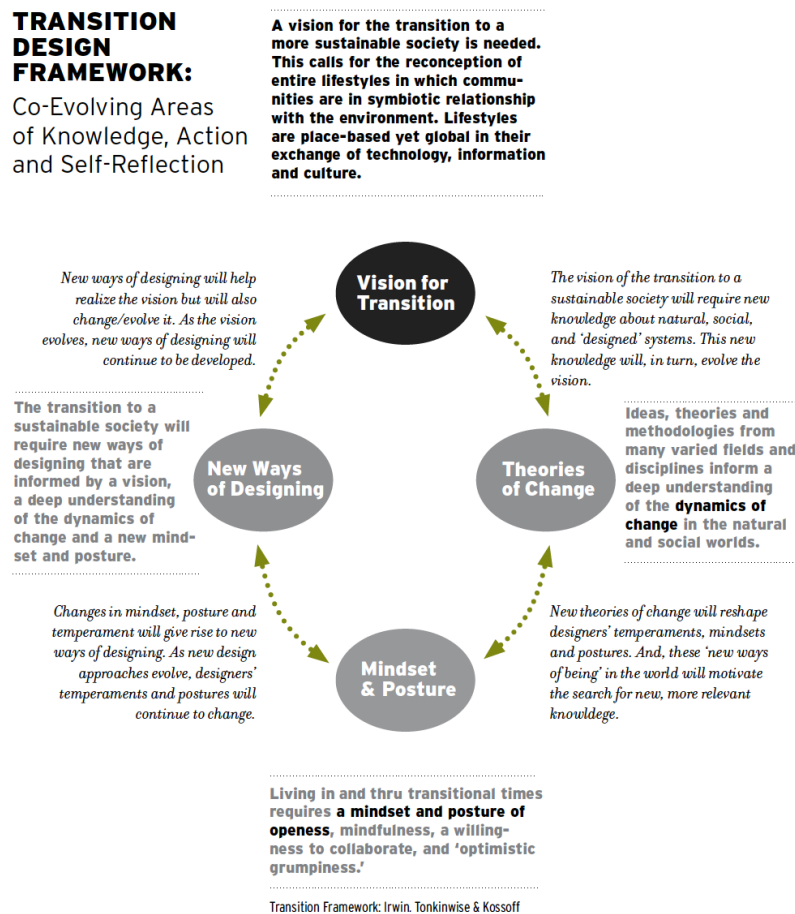 TRANSITION
DESIGN
FRAMEWORK:
Co-Evolving Areas
of Knowledge, Action
and Self-Reflection
A vision for the transition to a
more sustainable society is needed.
This calls for the reconception of
entire lifestyles in which commu-
nities are in symbiotic relationship
with the environment. Lifestyles
are place-based yet global in their
exchange of technology, information
and culture.
Vision for
Transition
New ways of designing will help
realize the vision but will also
change/evolve it. As the vision
evolves, new ways of designing will
continue to be developed.
The vision of the transition to a
sustainable society will require new
knowledge about natural, social,
and ‘designed’ systems. This new
knowledge will, in turn, evolve the
vision.
The transition to a
sustainable society will
require new ways of
designing that are
informed by a vision,
a deep understanding
of the dynamics of
change and a new mind-
set and posture.
New Ways
of Designing
Theories
of Change
Ideas, theories and
methodologies from
many varied fields and
disciplines inform a
deep understanding
of the dynamics of
change in the natural
and social worlds.
Changes in mindset, posture and
temperament will give rise to new
ways of designing. As new design
approaches evolve, designers’
temperaments and postures will
continue to change.
New theories of change will reshape
designers’ temperaments, mindsets
and postures. And, these ‘new ways
of being’ in the world will motivate
the search for new, more relevant
knowldege.
Mindset
& Posture
Living in and thru transitional times
requires a mindset and posture of
openess, mindfulness, a willing-
ness to collaborate, and ‘optimistic
grumpiness.’
Transition Framework: Irwin, Tonkinwise & Kossoff